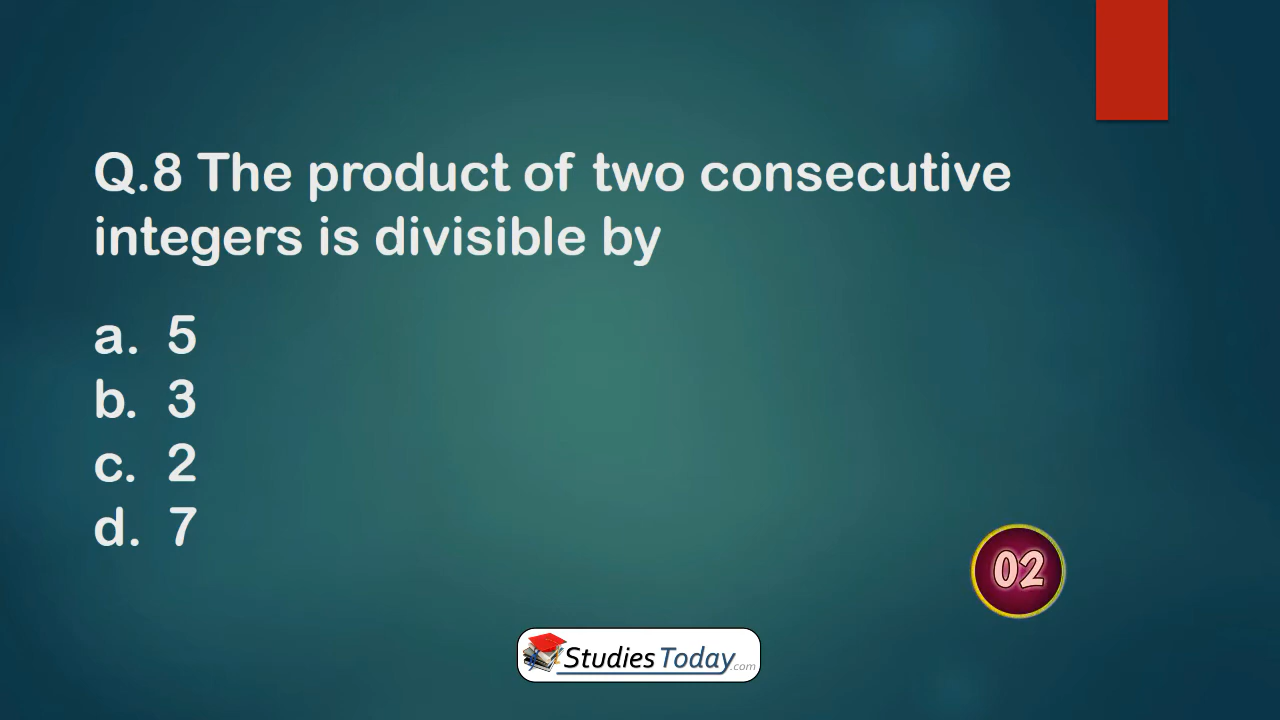 Q.8 The product of two consecutive
integers is divisible by
a. 5
b. 3
c. 2
d. 7
02
StudiesToday.com